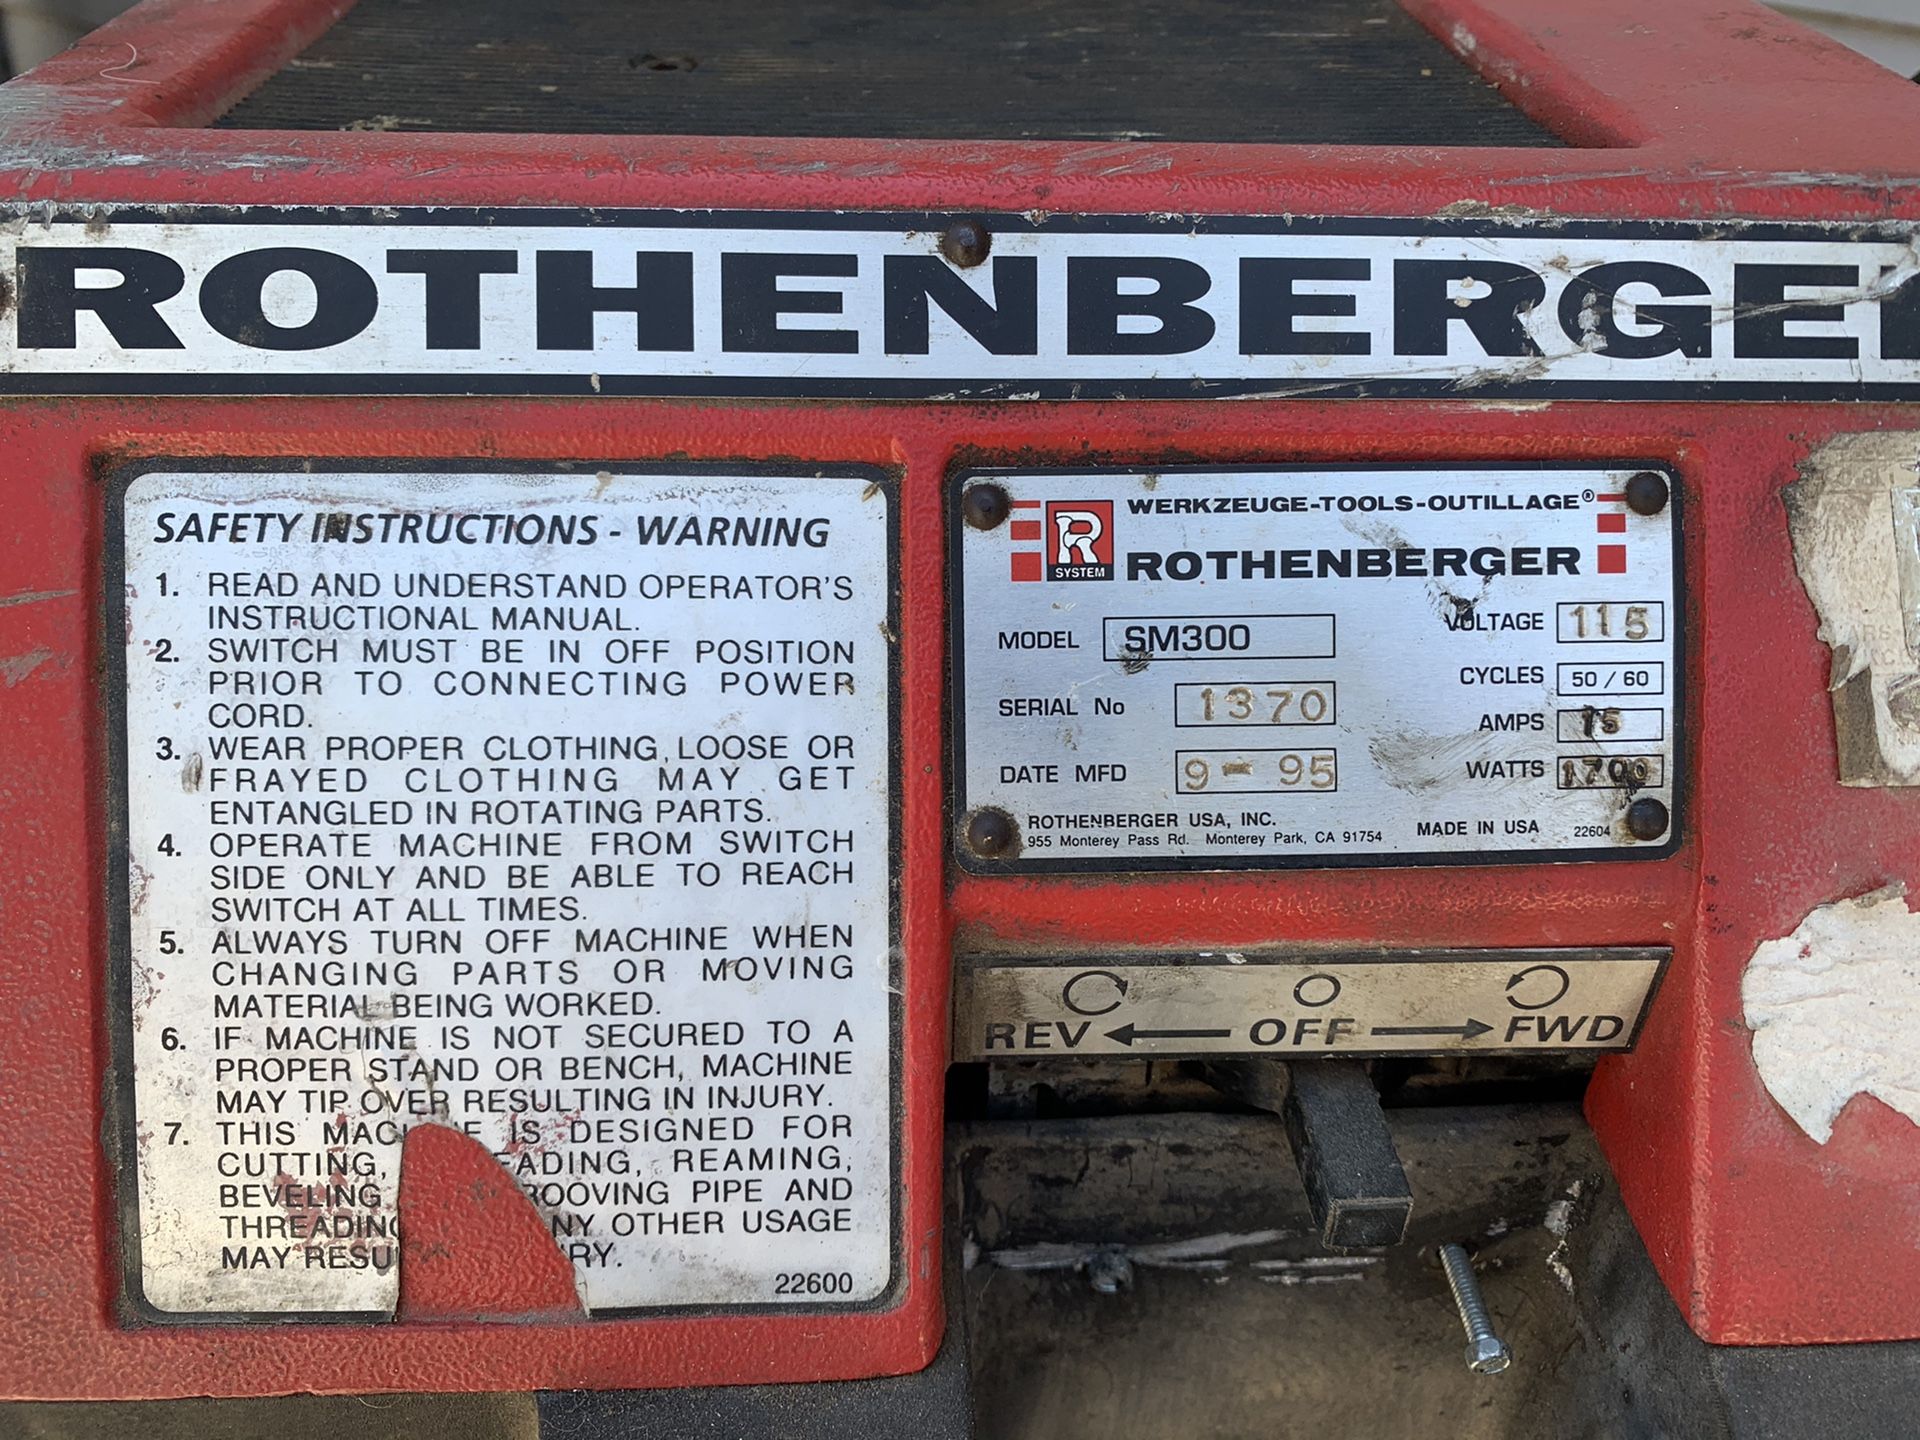 ROTHENBERGE
SAFETY INSTRUCTIONS - WARNING
1. READ AND UNDERSTAND OPERATOR'S
INSTRUCTIONAL MANUAL.
2. SWITCH MUST BE IN OFF POSITION
PRIOR TO CONNECTING POWER
CORD.
3. WEAR PROPER CLOTHING, LOOSE OR
FRAYED CLOTHING MAY GET
ENTANGLED IN ROTATING PARTS.
4. OPERATE MACHINE FROM SWITCH
SIDE ONLY AND BE ABLE TO REACH
SWITCH AT ALL TIMES.
5. ALWAYS TURN OFF MACHINE WHEN
CHANGING PARTS OR MOVING
MATERIAL BEING WORKED.
6. IF MACHINE IS NOT SECURED TO A
PROPER STAND OR BENCH, MACHINE
MAY TIP OVER RESULTING IN INJURY.
7. THIS MAC E IS DESIGNED FOR
CUTTING, EADING, REAMING,
BEVELING ROOVING PIPE AND
THREADING NY OTHER USAGE
MAY RESU RY.
22600
WERKZEUGE-TOOLS-OUTILLAGE®
R SYSTEM ROTHENBERGER
MODEL SM300
SERIAL No 1370
DATE MFD 9-95
VOLTAGE 115
CYCLES 50/60
AMPS 15
WATTS 1700
ROTHENBERGER USA, INC.
955 Monterey Pass Rd. Monterey Park, CA 91754
MADE IN USA 22604
REV OFF FWD